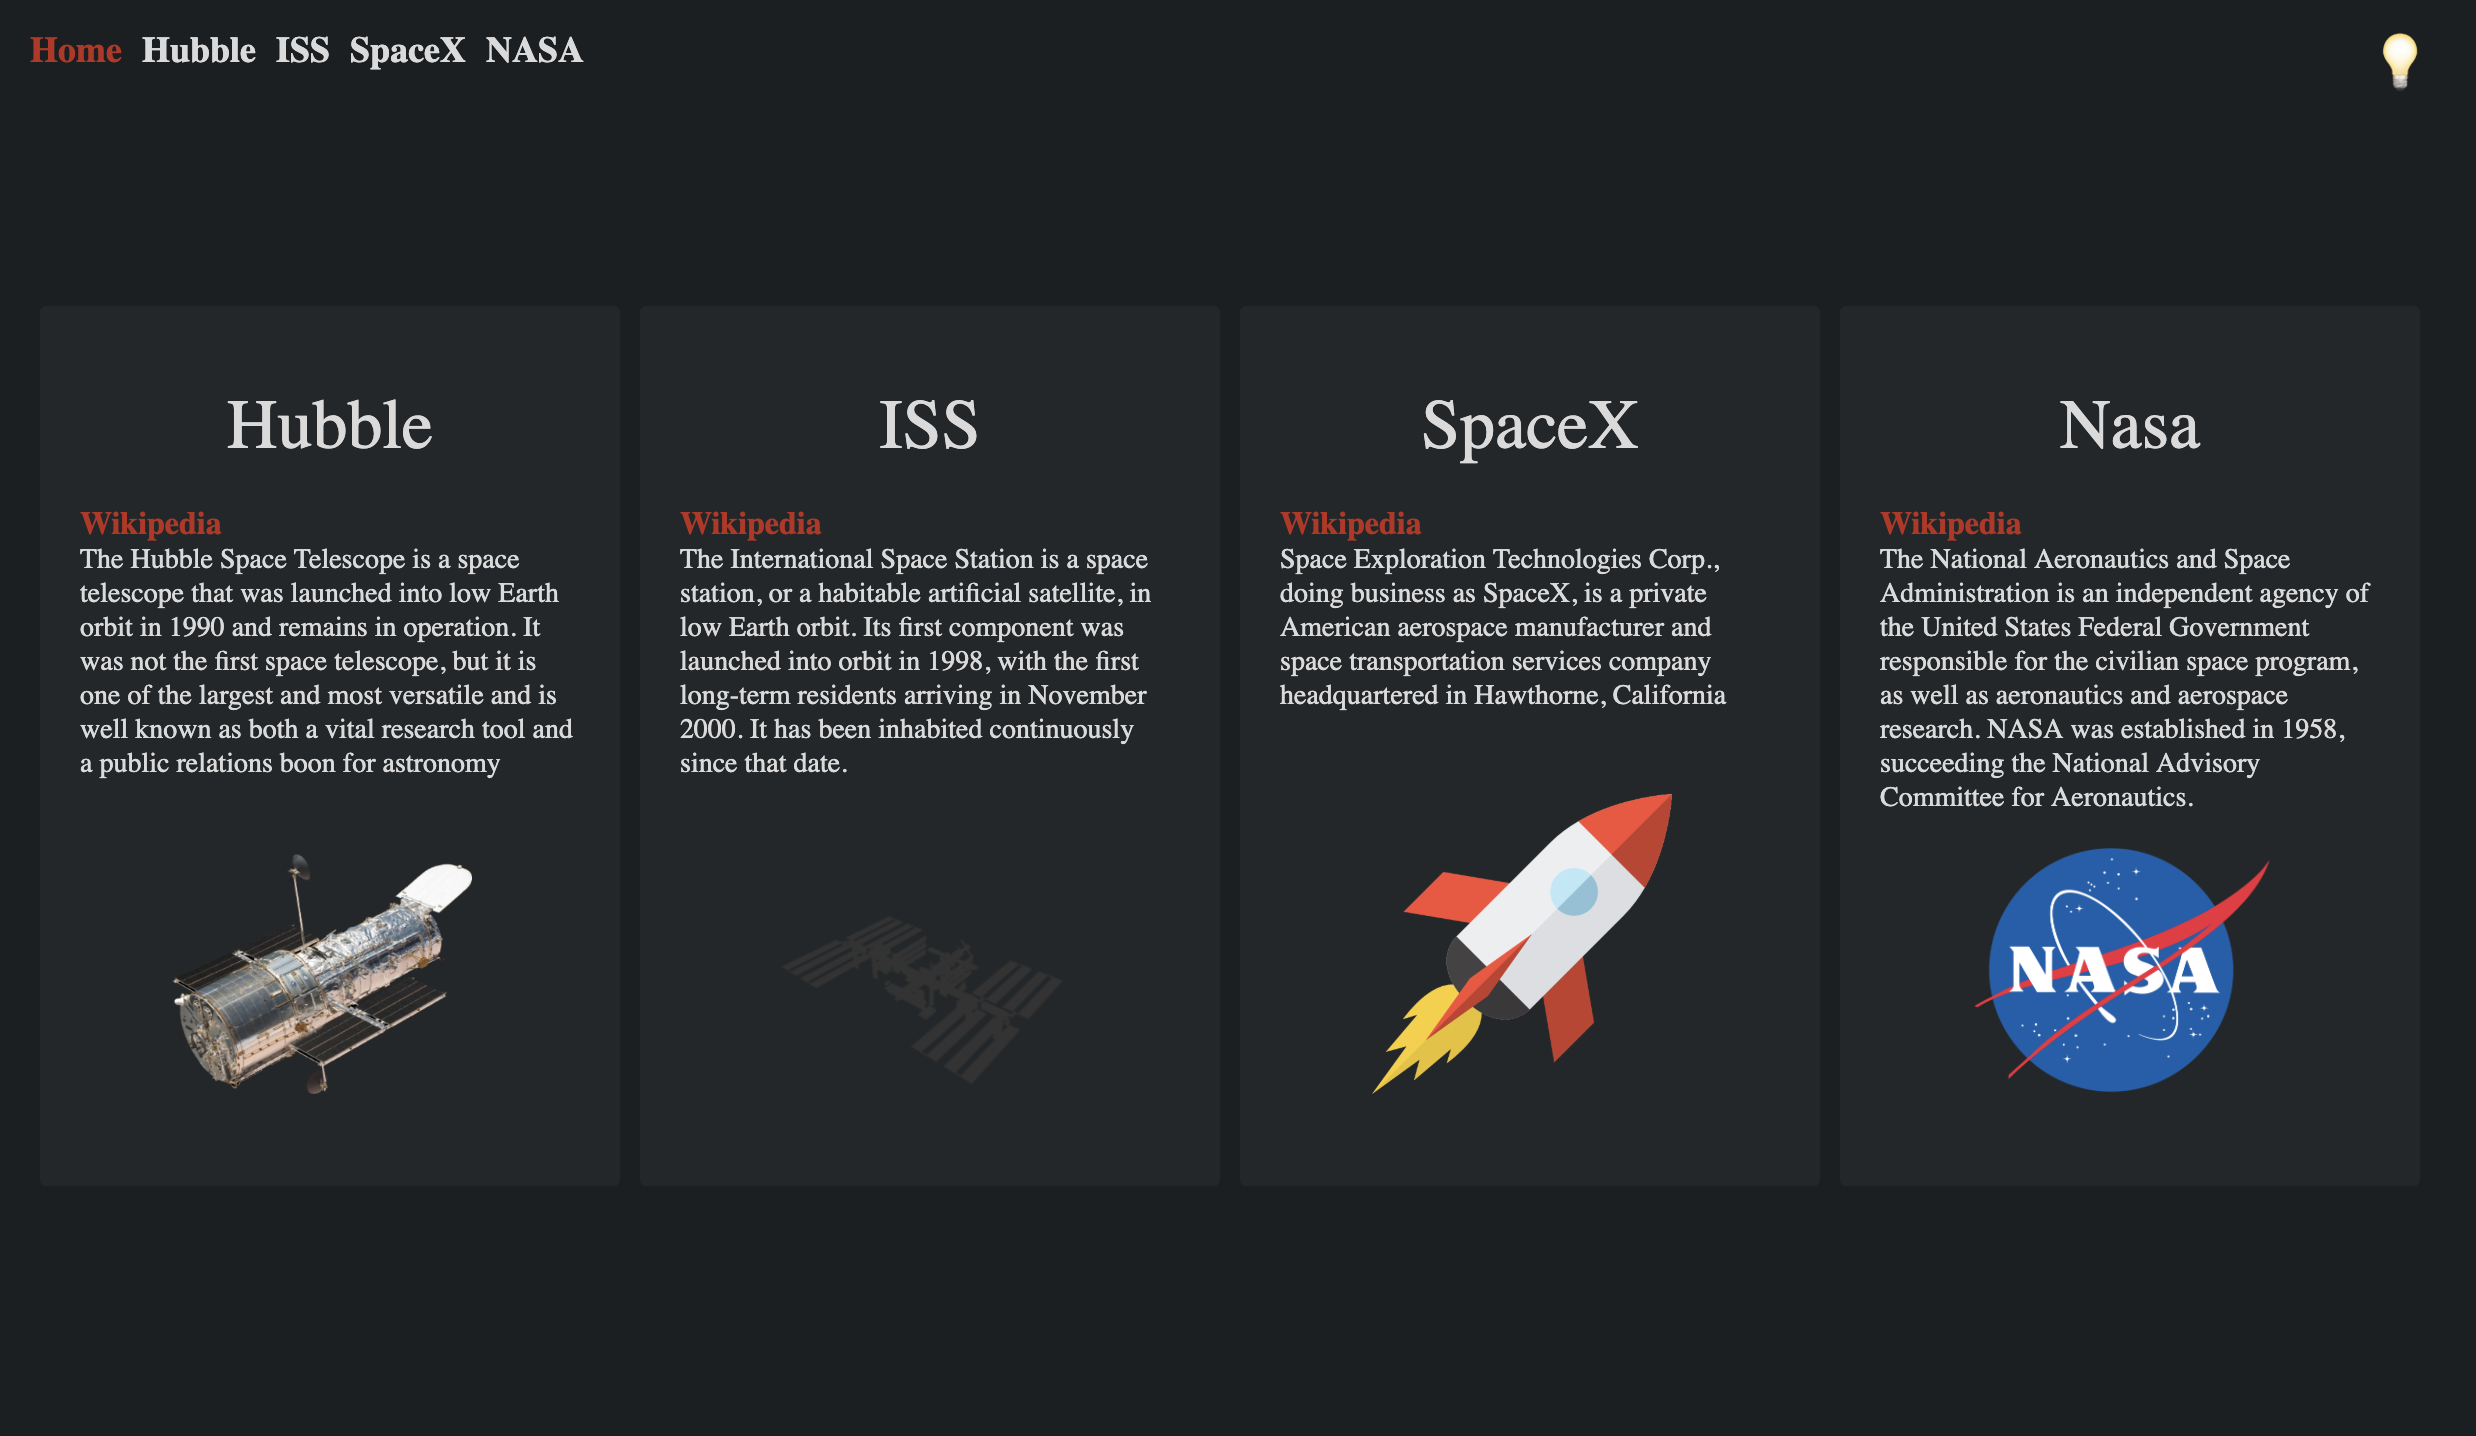 Home Hubble ISS SpaceX NASA
Hubble
Wikipedia
The Hubble Space Telescope is a space
telescope that was launched into low Earth
orbit in 1990 and remains in operation. It
was not the first space telescope, but it is
one of the largest and most versatile and is
well known as both a vital research tool and
a public relations boon for astronomy
ISS
Wikipedia
The International Space Station is a space
station, or a habitable artificial satellite, in
low Earth orbit. Its first component was
launched into orbit in 1998, with the first
long-term residents arriving in November
2000. It has been inhabited continuously
since that date.
SpaceX
Wikipedia
Space Exploration Technologies Corp.,
doing business as SpaceX, is a private
American aerospace manufacturer and
space transportation services company
headquartered in Hawthorne, California
Nasa
Wikipedia
The National Aeronautics and Space
Administration is an independent agency of
the United States Federal Government
responsible for the civilian space program,
as well as aeronautics and aerospace
research. NASA was established in 1958,
succeeding the National Advisory
Committee for Aeronautics.
NASA